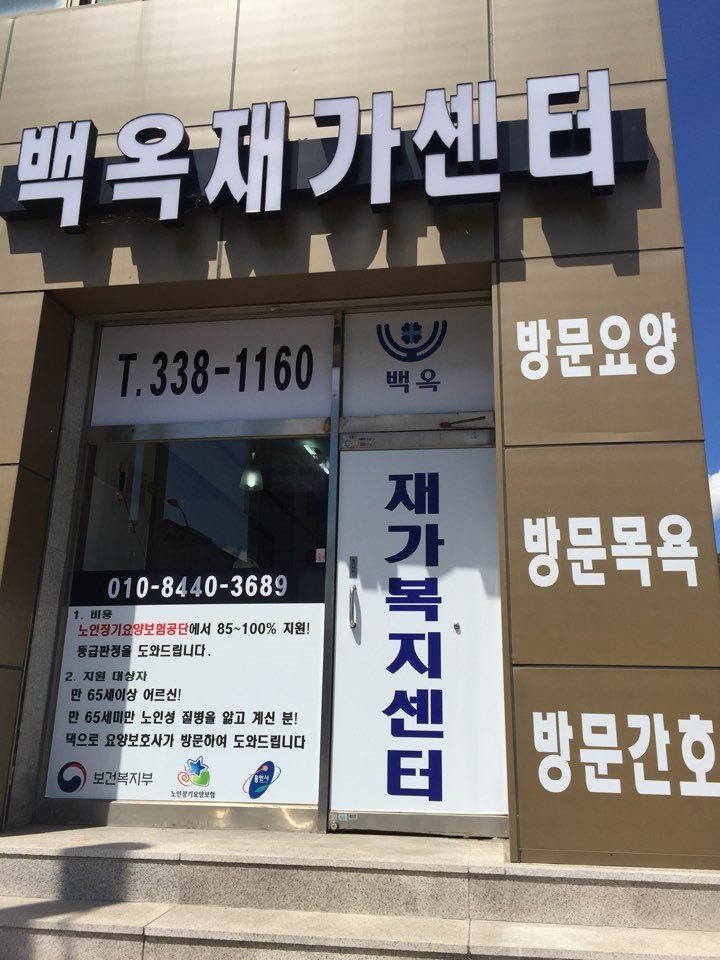 백옥재가센터
T.338-1160
백옥
방문요양
재가복지센터
방문목욕
010-8440-3689
1. 비용
노인장기요양보험공단에서 85~100% 지원!
등급판정을 도와드립니다.
2. 지원 대상자
만 65세이상 어르신!
만 65세미만 노인성 질병을 앓고 계신 분!
댁으로 요양보호사가 방문하여 도와드립니다
방문간호
보건복지부
노인장기요양보험
용인시